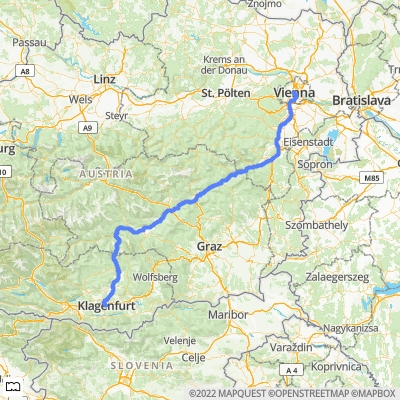 Znojmo
Passau
Krems an
der Donau
A8
Linz
Vienna
St. Pölten
Wels
Bratislava
Steyr
A9
Eisenstadt
Sopron
AUSTRIA
M85
10
Szombathely
Graz
Wolfsberg
Zalaegerszeg
Klagenfurt
Maribor
Nagykanizsa
Velenje
Varaždin
Celje
SLOVENIA
A 4
Koprivnica
©2022 MAPQUEST ©OPENSTREETMAP ©MAPBOX